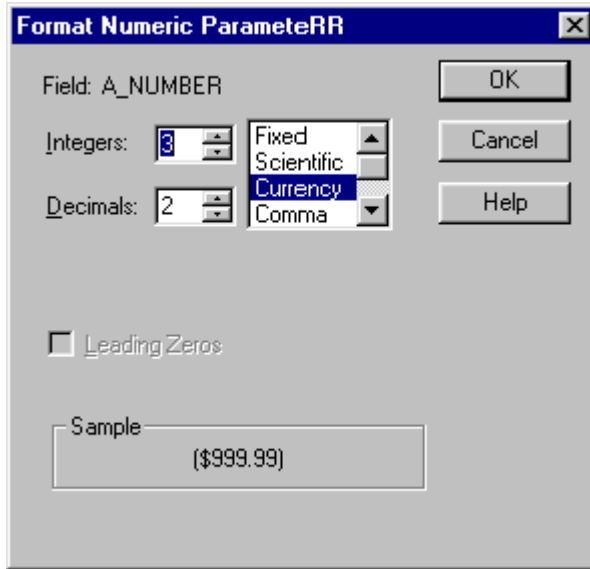 Format Numeric ParameteRR
Field: A_NUMBER
OK
Integers: 3
Fixed
Scientific
Currency
Comma
Cancel
Decimals: 2
Help
Leading Zeros
Sample
($999.99)